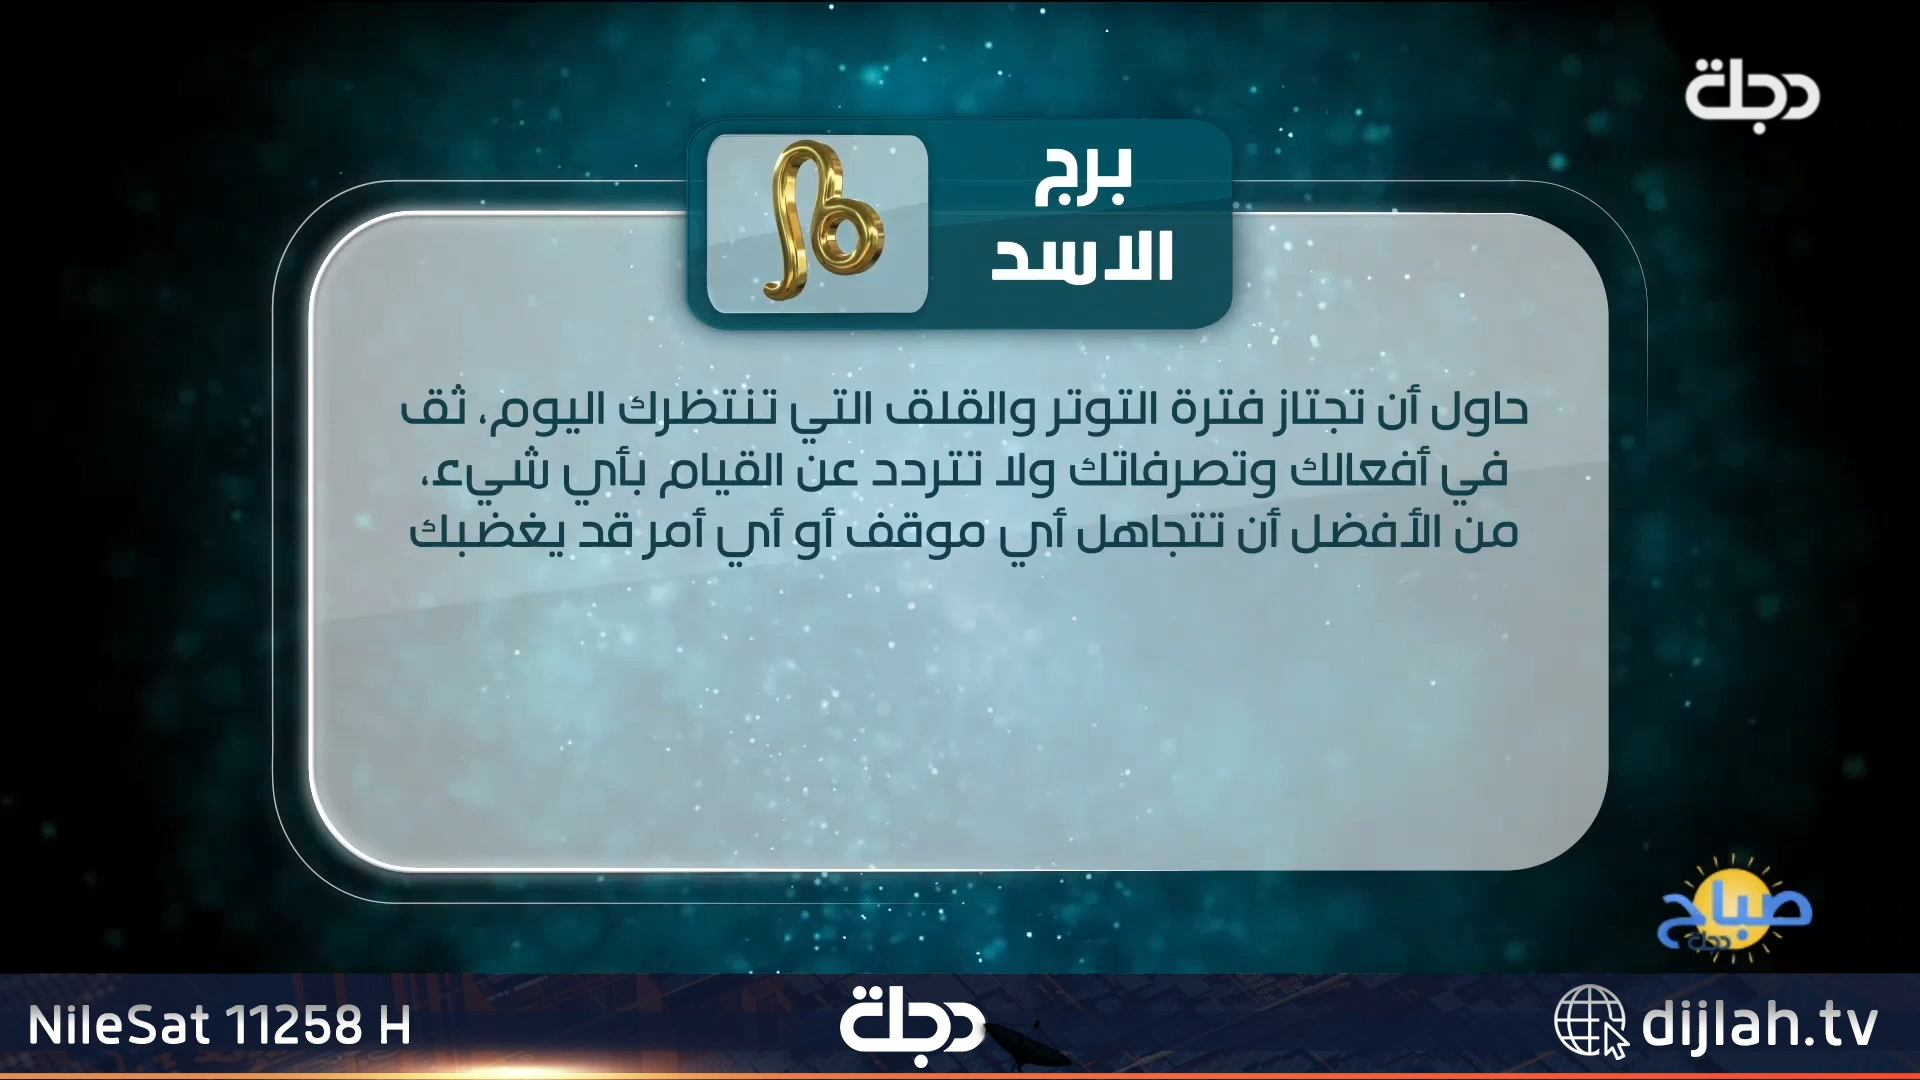 دجلة
برج
الاسد
حاول أن تجتاز فترة التوتر والقلق التي تنتظرك اليوم، ثق
في أفعالك وتصرفاتك ولا تتردد عن القيام بأي شيء،
من الأفضل أن تتجاهل أي موقف أو أي أمر قد يغضبك
صباح
دجلة
NileSat 11258 H
دجلة
dijlah.tv